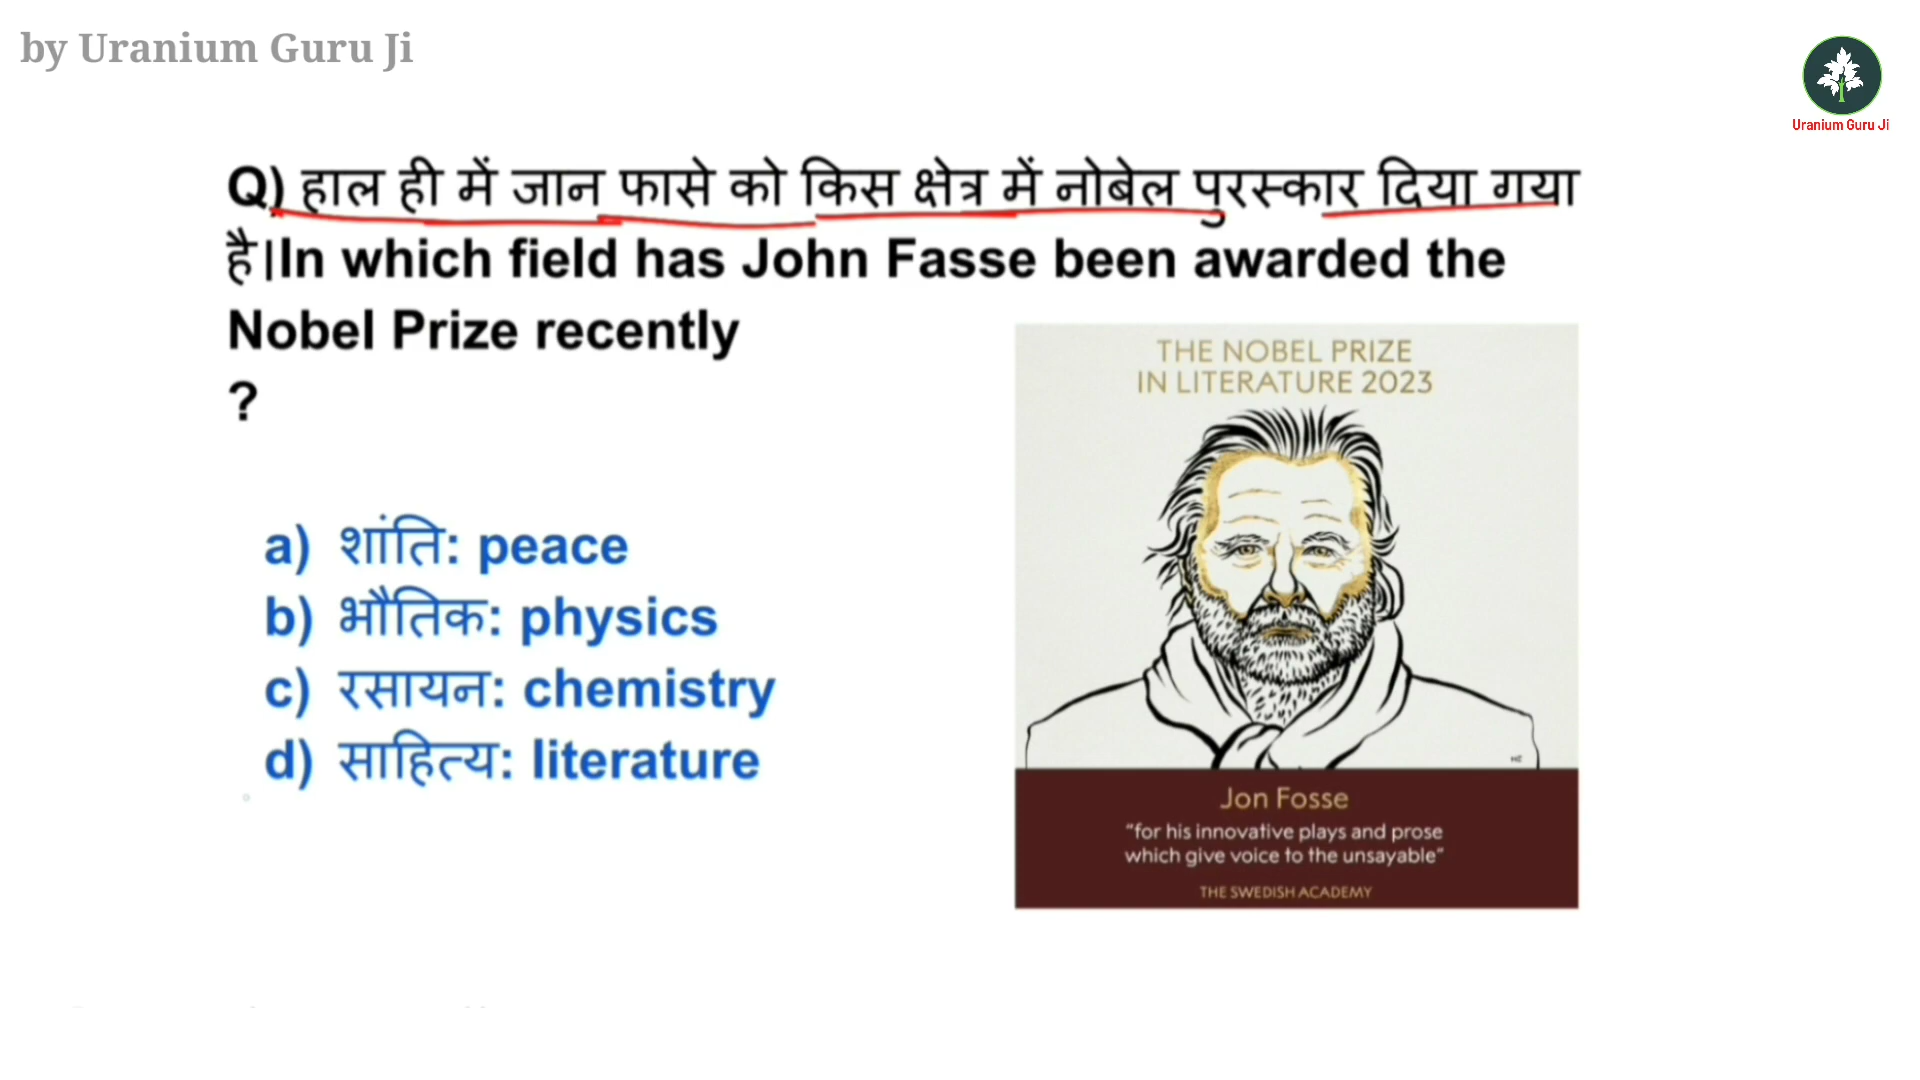 by Uranium Guru Ji
Uranium Guru Ji
Q) हाल ही में जान फासे को किस क्षेत्र में नोबेल पुरस्कार दिया गया
है|In which field has John Fasse been awarded the
Nobel Prize recently
?
a) शांति: peace
b) भौतिक: physics
c) रसायन: chemistry
d) साहित्य: literature
THE NOBEL PRIZE
IN LITERATURE 2023
Jon Fosse
"for his innovative plays and prose
which give voice to the unsayable"
THE SWEDISH ACADEMY